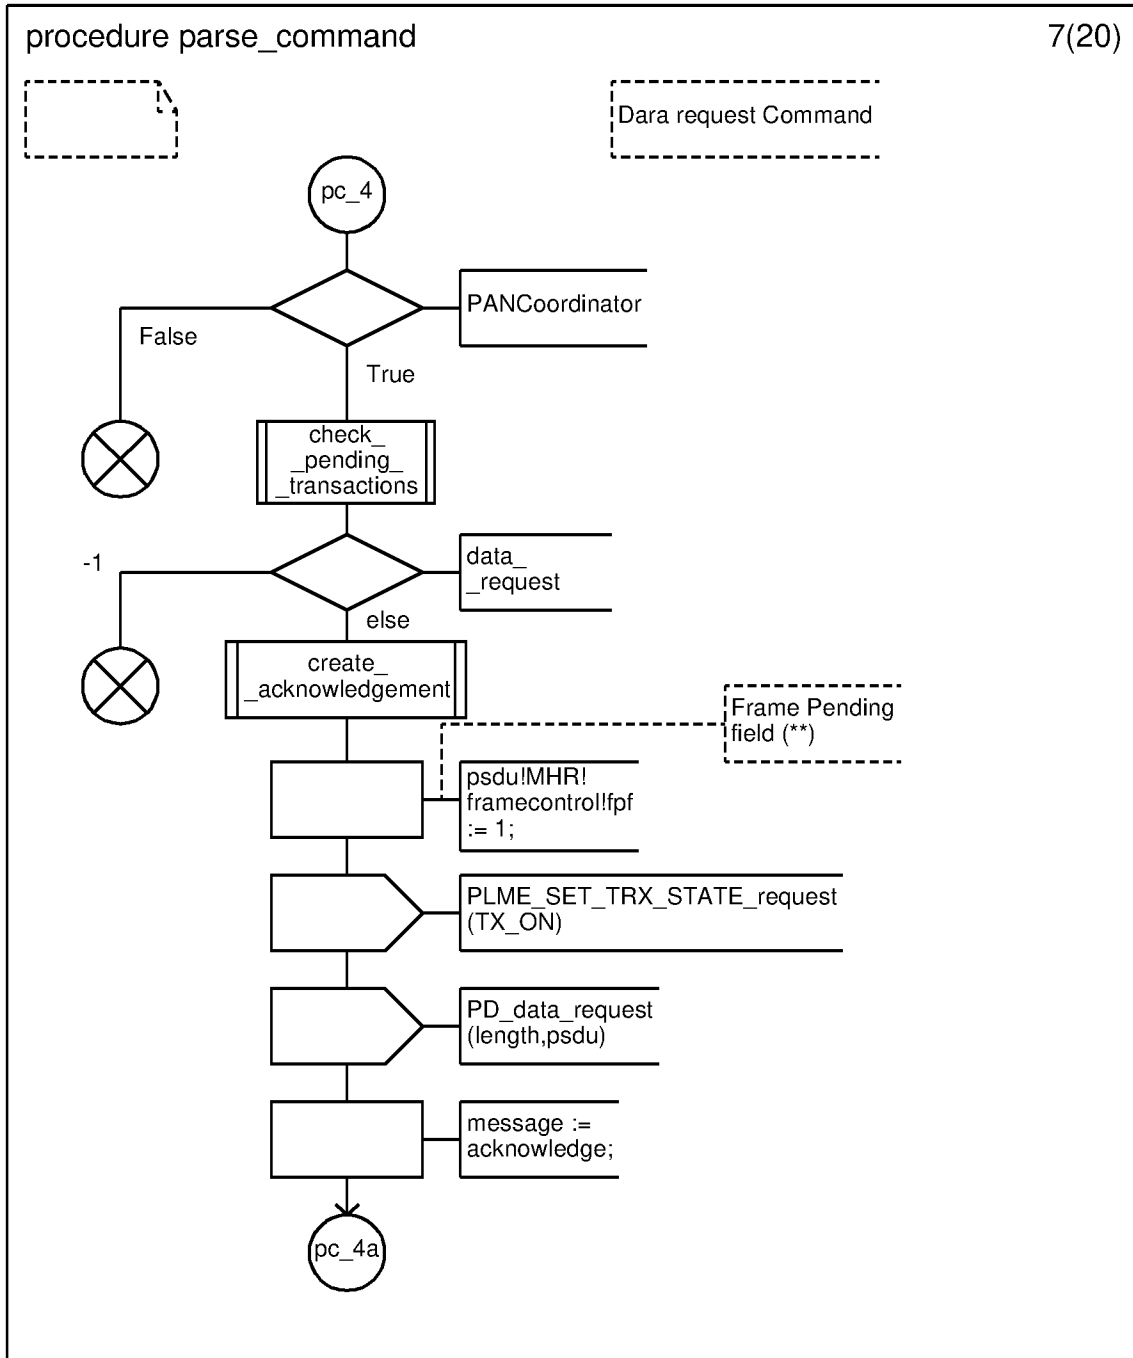 procedure parse_command
7(20)
Dara request Command
pc_4
PANCoordinator
False
True
check_
_pending_
_transactions
-1
data_
_request
else
create_
_acknowledgement
Frame Pending
field (**)
psdu!MHR!
framecontrol!fpf
:= 1;
PLME_SET_TRX_STATE_request
(TX_ON)
PD_data_request
(length,psdu)
message :=
acknowledge;
pc_4a